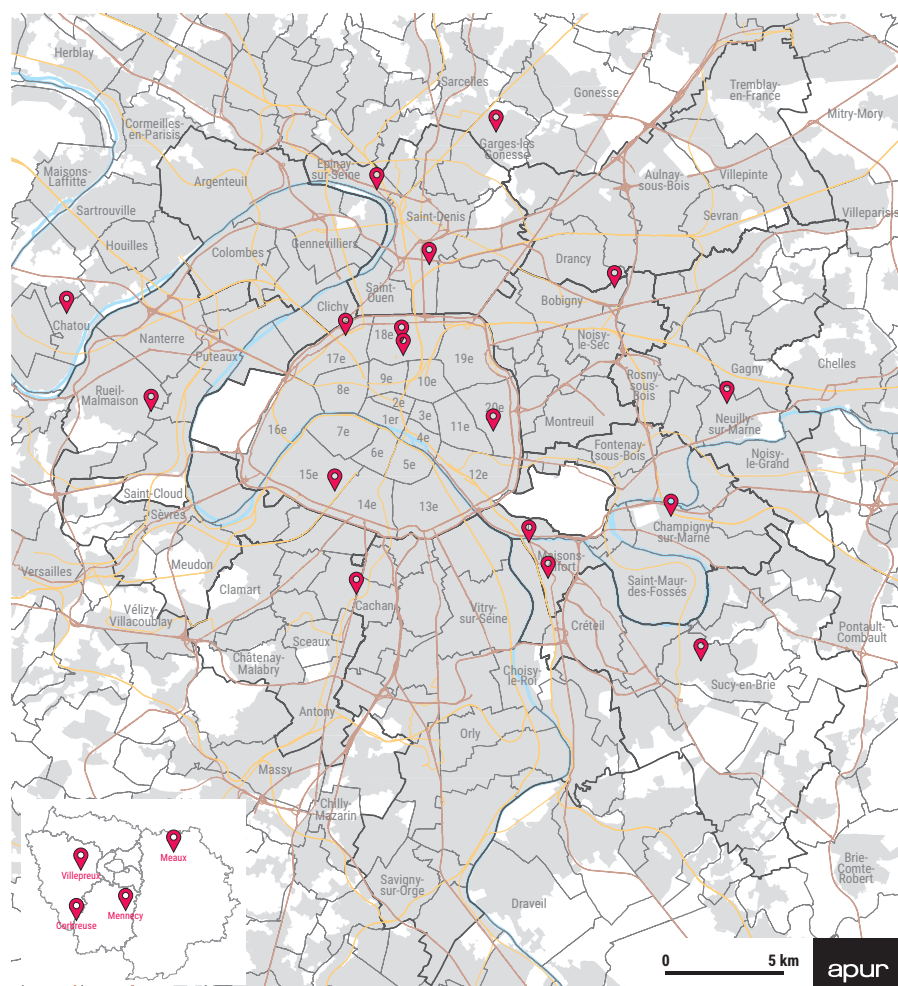 Herblay
Sarcelles
Gonesse
Tremblay-
en-France
Mitry-Mory
Cormeilles-
en-Parisis
Garges-les
Gonesse
Maisons-
Laffitte
Argenteuil
Epinay-
sur-Seine
Aulnay-
sous-Bois
Villepinte
Sartrouville
Saint-Denis
Sevran
Villeparisis
Houilles
Colombes
Gennevilliers
Drancy
Saint-
Ouen
Bobigny
Clichy
Chatou
Nanterre
18e
Noisy-
le-Sec
Puteaux
17e
19e
Gagny
Chelles
Rueil-
Malmaison
8e
9e
10e
Rosny-
sous-
Bois
2e
3e
20e
1er
Montreuil
Neuilly-
sur-Marne
16e
7e
11e
4e
6e
5e
Fontenay-
sous-Bois
Noisy-
le-Grand
15e
12e
Saint-Cloud
14e
13e
Sèvres
Champigny
sur-Marne
Versailles
Meudon
Maisons-
Clamart
Saint-Maur-
des-Fossés
Vélizy-
Villacoublay
Cachan
Vitry-
sur-Seine
Créteil
Pontault-
Combault
Sceaux
Châtenay-
Malabry
Choisy-
le-Roi
Sucy-en-Brie
Antony
Orly
Massy
Chilly-
Mazarin
Meaux
Villepreux
Mennecy
Corbreuse
Savigny-
sur-Orge
Draveil
Brie-
Comte-
Robert
0 5 km
apur